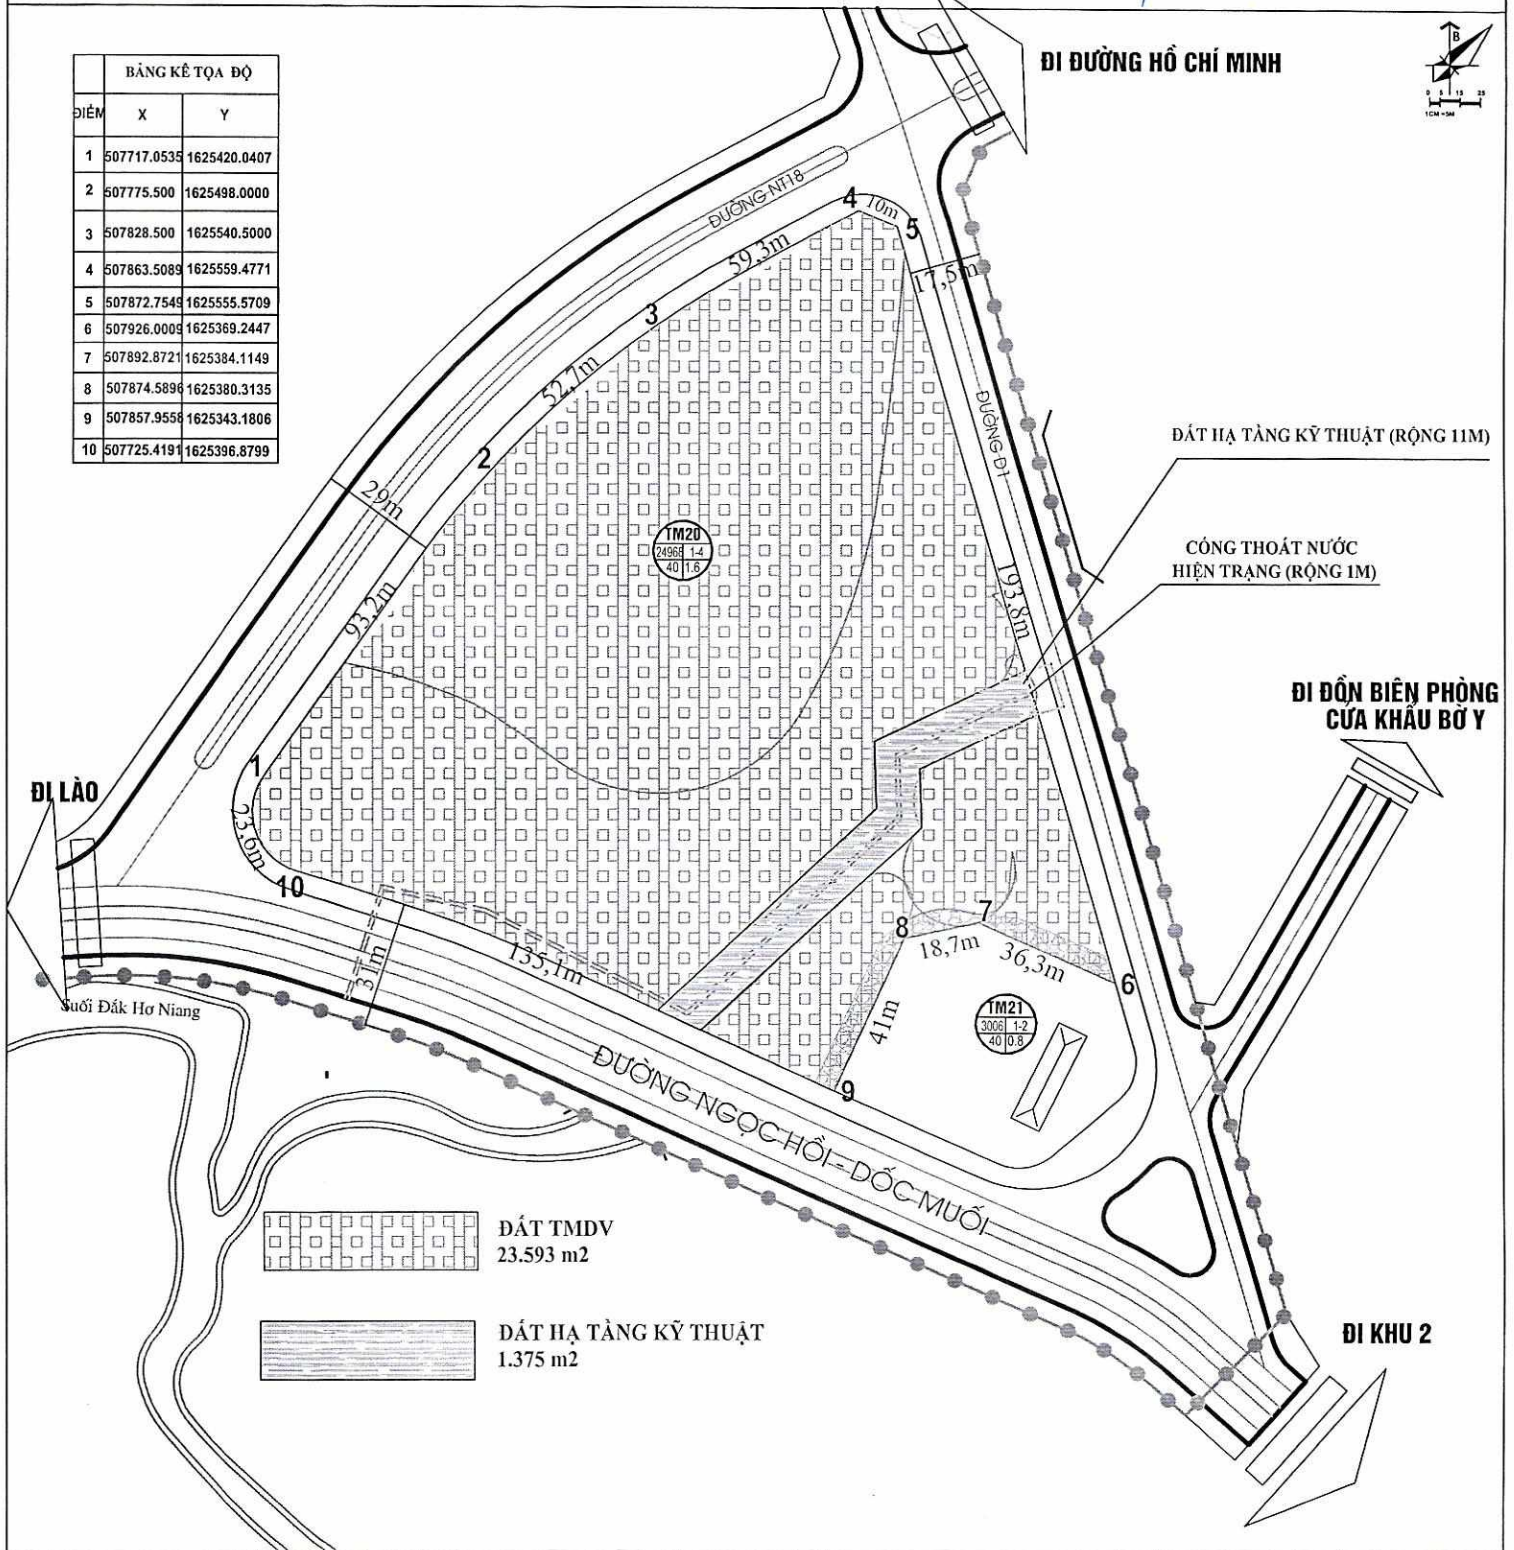 ĐI ĐƯỜNG HỒ CHÍ MINH
B
0 5 15 25
1CM =5M
BẢNG KÊ TỌA ĐỘ
ĐIỂM X Y
1 507717.0535 1625420.0407
2 507775.500 1625498.0000
3 507828.500 1625540.5000
4 507863.5089 1625559.4771
5 507872.7549 1625555.5709
6 507926.0009 1625369.2447
7 507892.8721 1625384.1149
8 507874.5896 1625380.3135
9 507857.9558 1625343.1806
10 507725.4191 1625396.8799
ĐƯỜNG NT18
4
10m
5
59,3m
17,5m
3
52,7m
ĐƯỜNG D1
2
29m
ĐẤT HẠ TẦNG KỸ THUẬT (RỘNG 11M)
TM20
24968 1-4
40 1.6
CỐNG THOÁT NƯỚC
HIỆN TRẠNG (RỘNG 1M)
93,2m
193,8m
ĐI ĐỒN BIÊN PHÒNG
CỬA KHẨU BỜ Y
1
ĐI LÀO
23,6m
10
7
8
18,7m
36,3m
6
135,1m
31m
Suối Đắk Hơ Niang
41m
TM21
3006 1-2
40 0.8
9
ĐƯỜNG NGỌC HỒI - DỐC MUỐI
ĐẤT TMDV
23.593 m2
ĐẤT HẠ TẦNG KỸ THUẬT
1.375 m2
ĐI KHU 2